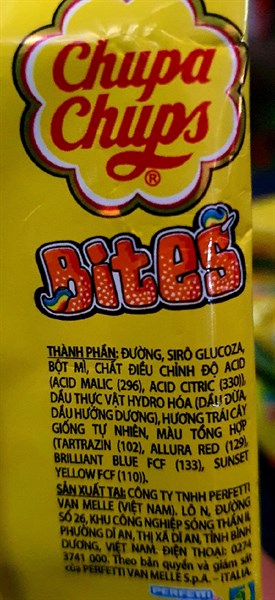 Chupa
Chups
®
Bites
THÀNH PHẦN: ĐƯỜNG, SIRÔ GLUCOZA,
BỘT MÌ, CHẤT ĐIỀU CHỈNH ĐỘ ACID
(ACID MALIC (296), ACID CITRIC (330)),
DẦU THỰC VẬT HYDRO HÓA (DẦU DỪA,
DẦU HƯỚNG DƯƠNG), HƯƠNG TRÁI CÂY
GIỐNG TỰ NHIÊN, MÀU TỔNG HỢP
(TARTRAZIN (102), ALLURA RED (129),
BRILLIANT BLUE FCF (133), SUNSET
YELLOW FCF (110)).
SẢN XUẤT TẠI: CÔNG TY TNHH PERFETTI
VAN MELLE (VIỆT NAM). LÔ N, ĐƯỜNG
SỐ 26, KHU CÔNG NGHIỆP SÓNG THẦN II,
PHƯỜNG DĨ AN, THỊ XÃ DĨ AN, TỈNH BÌNH
DƯƠNG, VIỆT NAM. ĐIỆN THOẠI: 0274
3741 000. Theo bản quyền và giám sát
của PERFETTI VAN MELLE S.p.A. - ITALIA.
PERFETTI